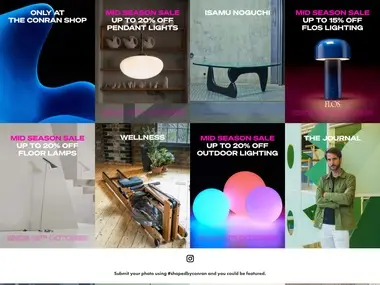 ONLY AT
THE CONRAN SHOP
MID SEASON SALE
UP TO 20% OFF
PENDANT LIGHTS
ISAMU NOGUCHI
MID SEASON SALE
UP TO 15% OFF
FLOS LIGHTING
FLOS
MID SEASON SALE
UP TO 20% OFF
FLOOR LAMPS
WELLNESS
MID SEASON SALE
UP TO 20% OFF
OUTDOOR LIGHTING
THE JOURNAL
Submit your photo using #shapedbyconran and you could be featured.